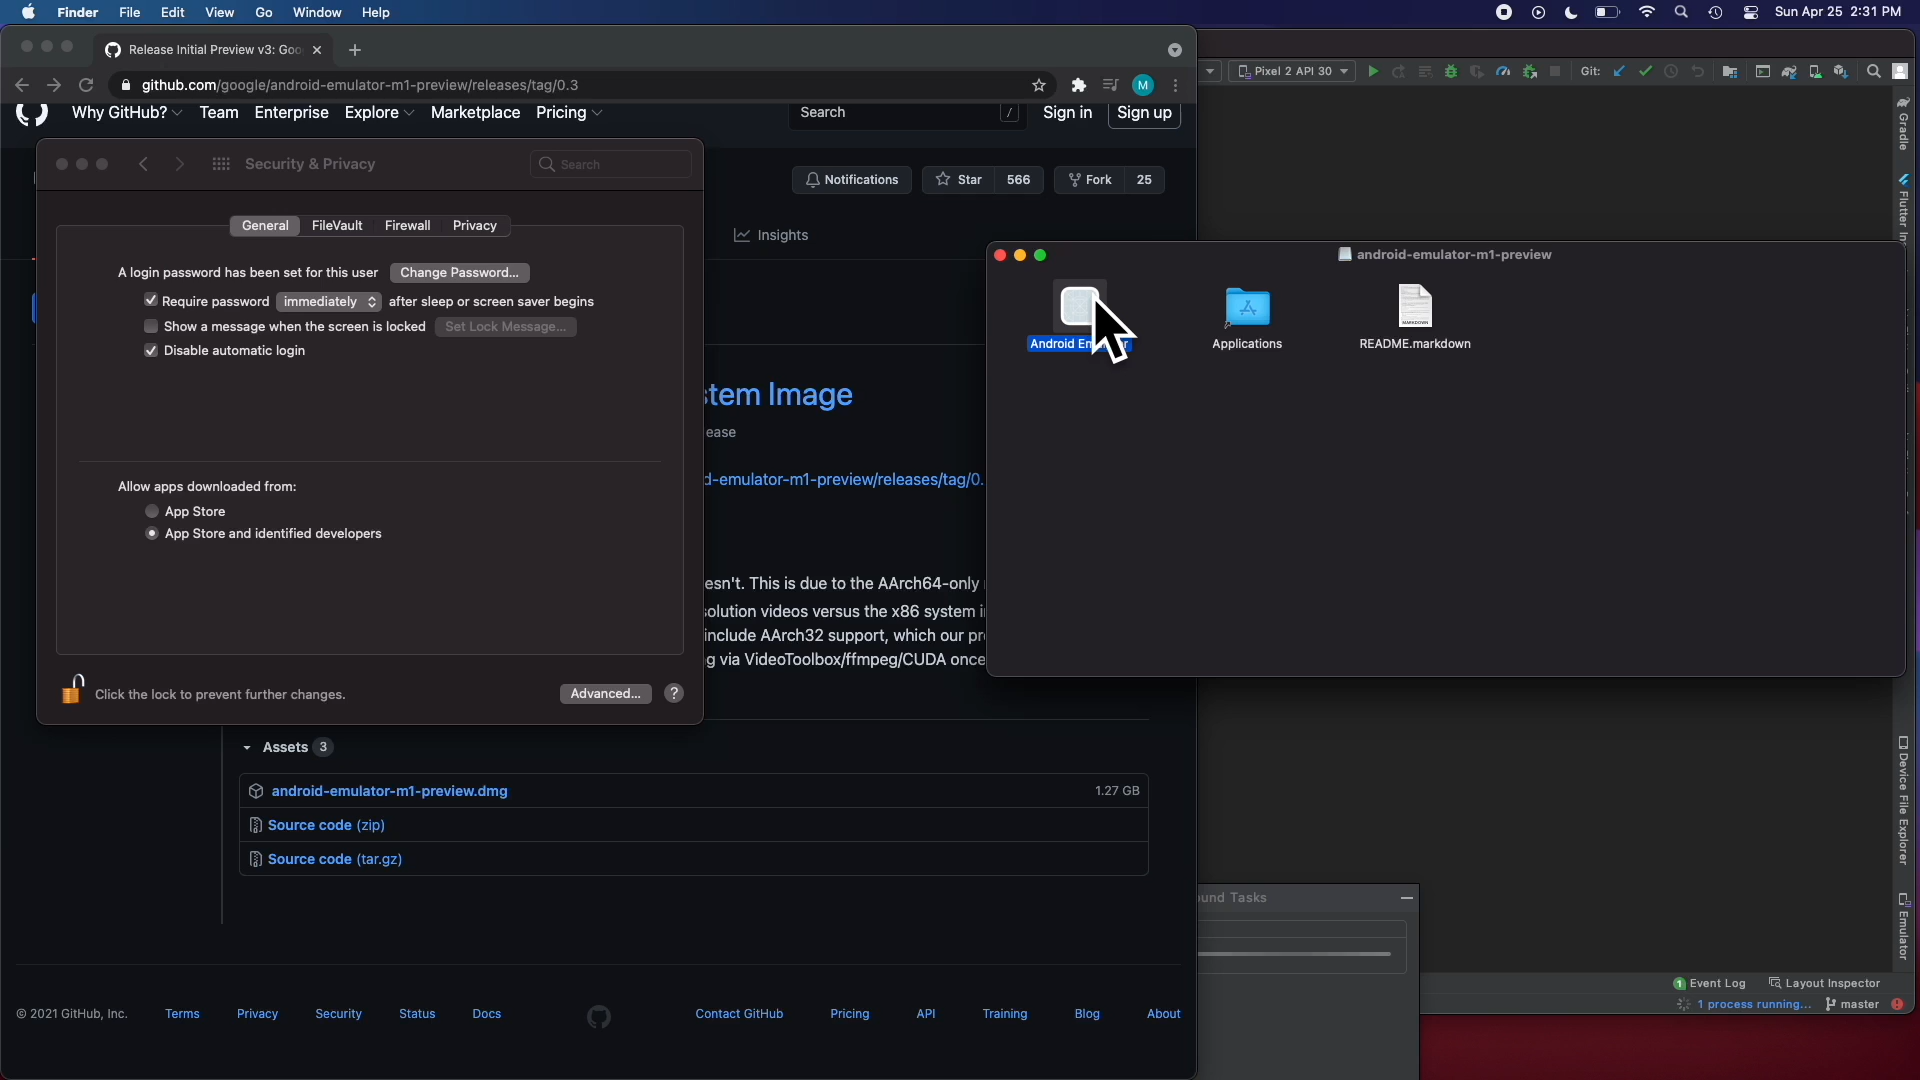 Finder File Edit View Go Window Help
Sun Apr 25 2:31 PM
Release Initial Preview v3: Goo
github.com/google/android-emulator-m1-preview/releases/tag/0.3
M
Pixel 2 API 30
Git:
Why GitHub? Team Enterprise Explore Marketplace Pricing
Search /
Sign in
Sign up
Gradle
Security & Privacy
Search
Notifications
Star 566
Fork 25
General FileVault Firewall Privacy
Insights
A login password has been set for this user Change Password...
Require password immediately after sleep or screen saver begins
Show a message when the screen is locked Set Lock Message...
Disable automatic login
android-emulator-m1-preview
Applications
README.markdown
MARKDOWN
Android
Flutter
stem Image
ease
d-emulator-m1-preview/releases/tag/0.
Allow apps downloaded from:
App Store
App Store and identified developers
esn't. This is due to the AArch64-only
solution videos versus the x86 system
include AArch32 support, which our
g via VideoToolbox/ffmpeg/CUDA once
Click the lock to prevent further changes.
Advanced... ?
Assets 3
android-emulator-m1-preview.dmg 1.27 GB
Source code (zip)
Source code (tar.gz)
Device File Explorer
Emulator
und Tasks
1 Event Log
Layout Inspector
1 process running...
master
© 2021 GitHub, Inc. Terms Privacy Security Status Docs Contact GitHub Pricing API Training Blog About